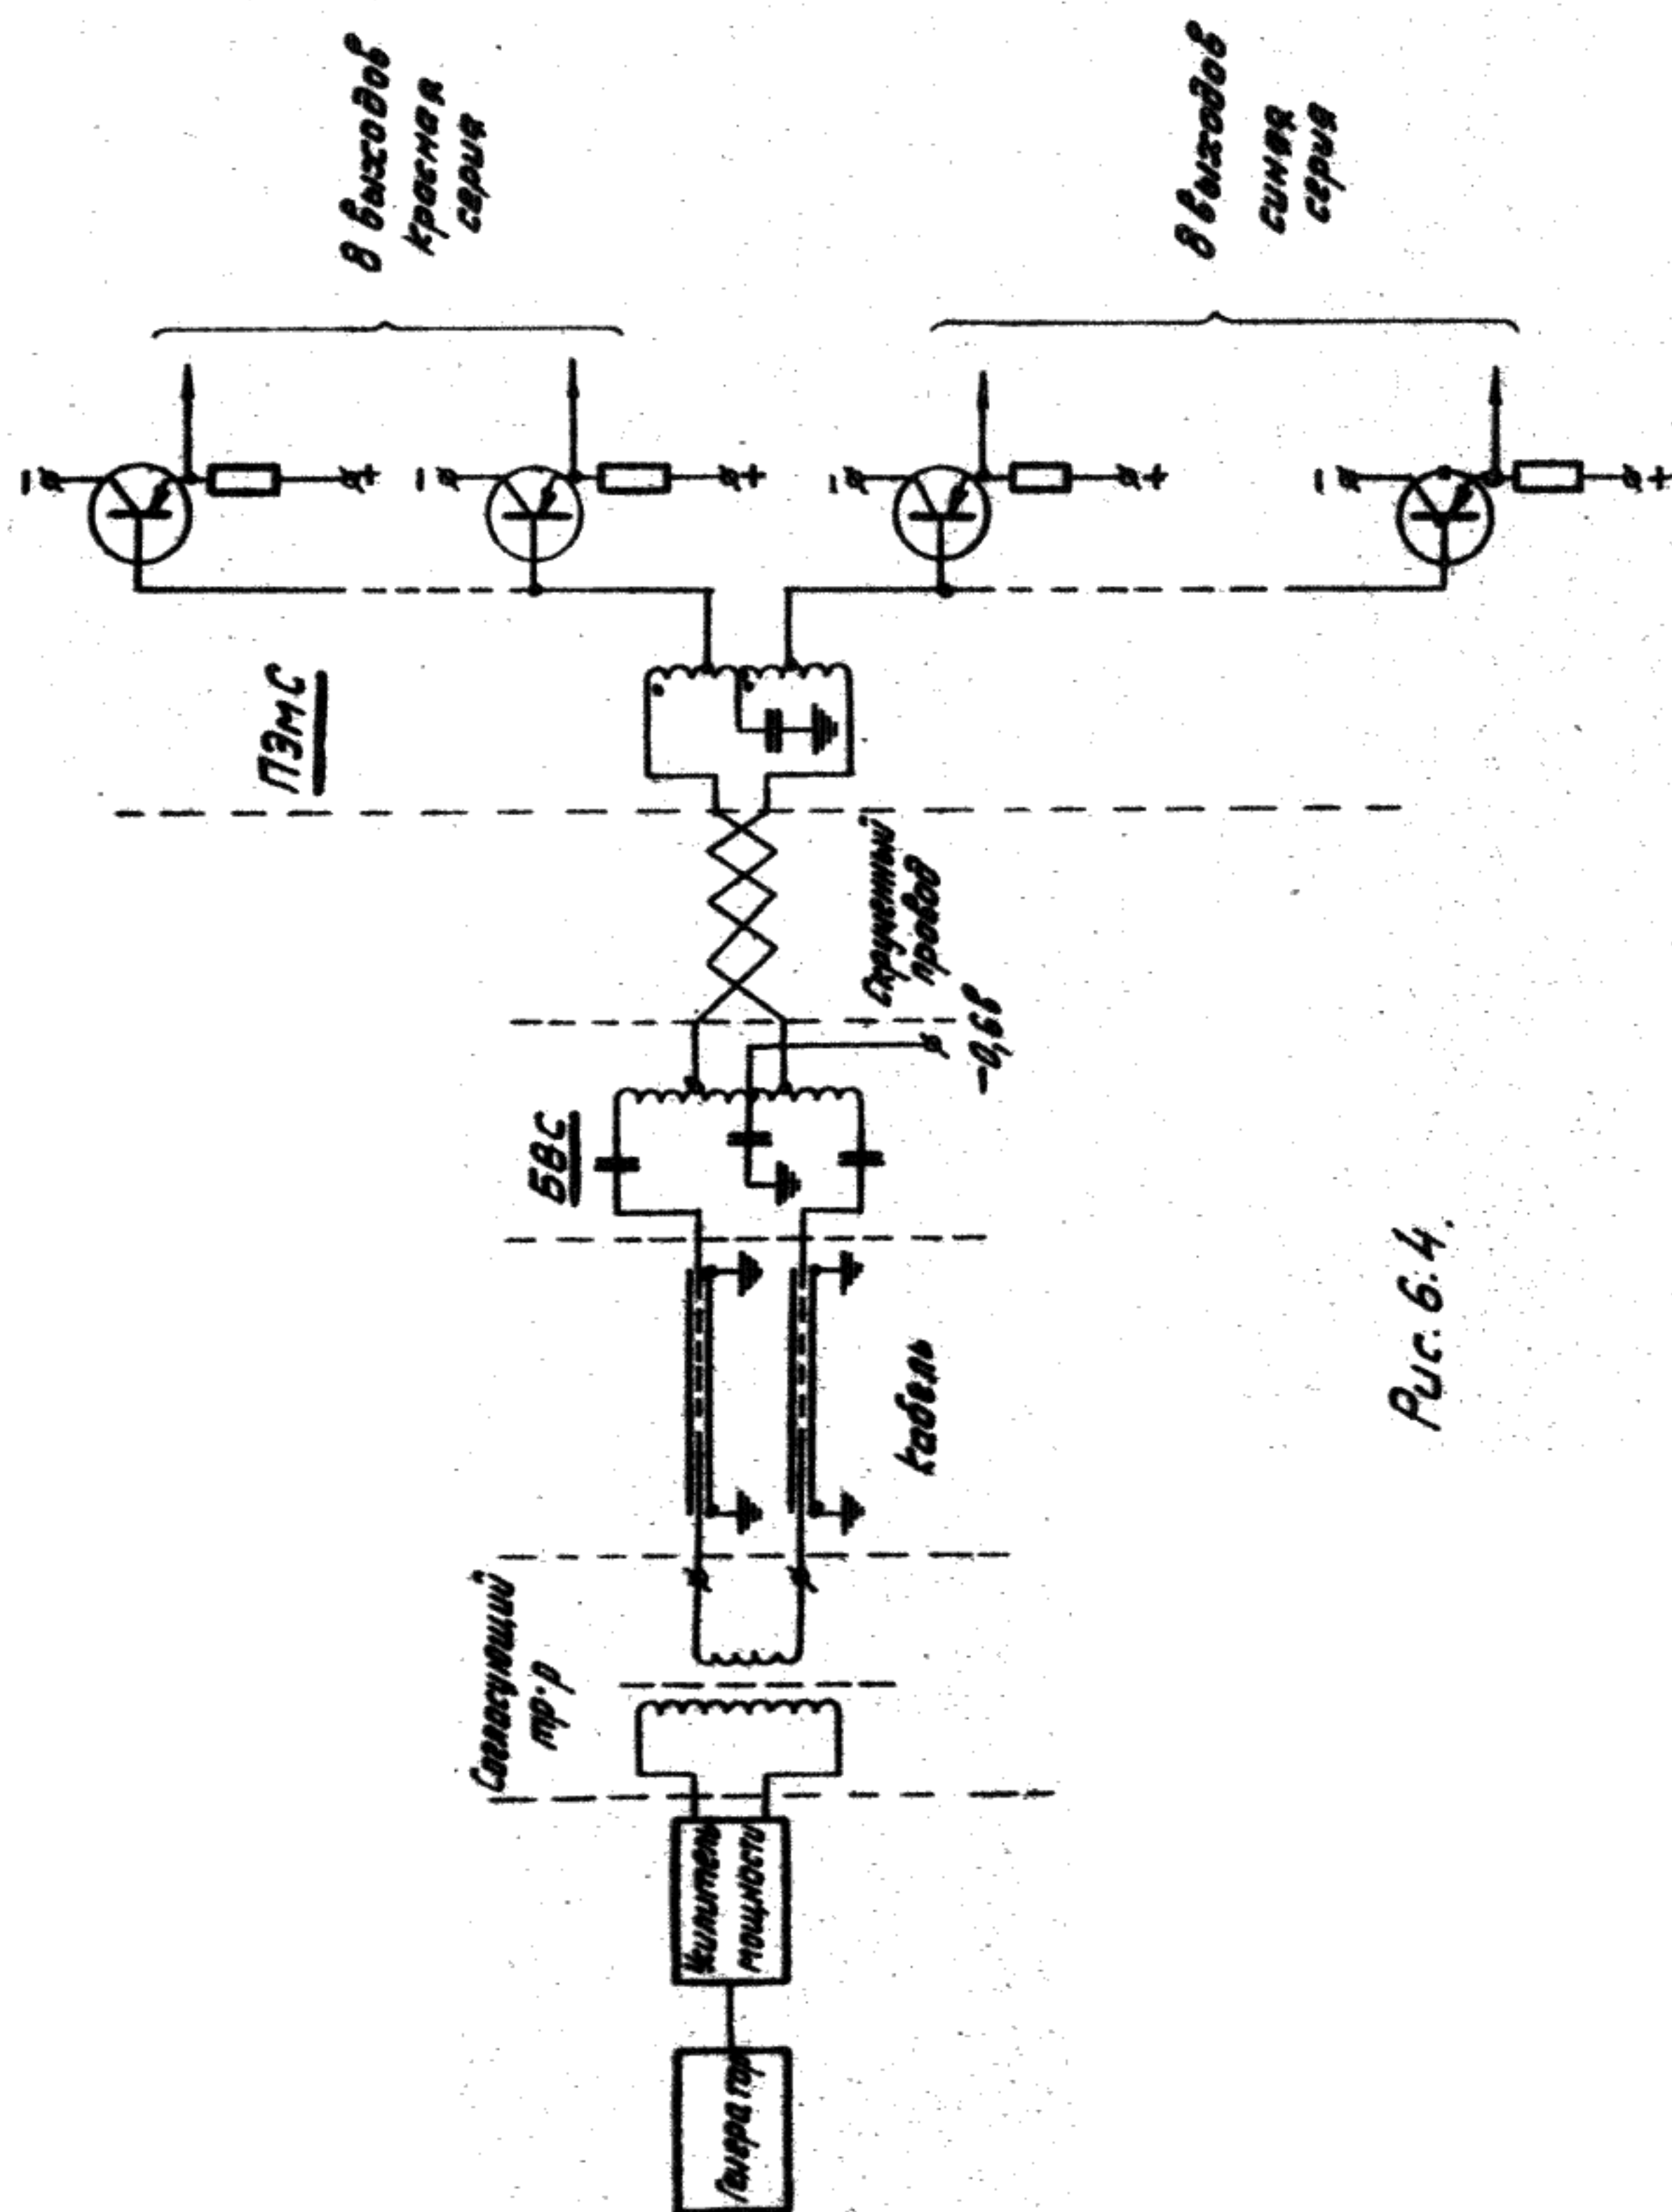 8 выходов
красная
серия
8 выходов
синяя
серия
-
+
-
+
-
+
-
+
ПЭмС
скрученный
провод
-0,6в
БВС
кабель
Согласующий
тр-р
Усилитель
мощности
Генератор
Рис. 6.4.